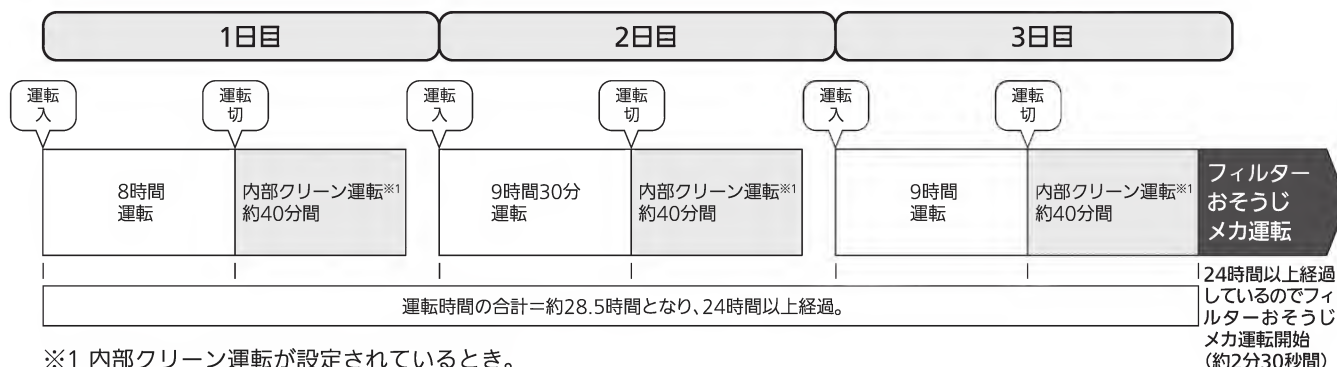 1日目
2日目
3日目
運転
入
運転
切
運転
入
運転
切
運転
入
運転
切
8時間
運転
内部クリーン運転※1
約40分間
9時間30分
運転
内部クリーン運転※1
約40分間
9時間
運転
内部クリーン運転※1
約40分間
フィルター
おそうじ
メカ運転
運転時間の合計＝約28.5時間となり、24時間以上経過。
24時間以上経過
しているのでフィ
ルターおそうじ
メカ運転開始
(約2分30秒間)
※1 内部クリーン運転が設定されているとき。